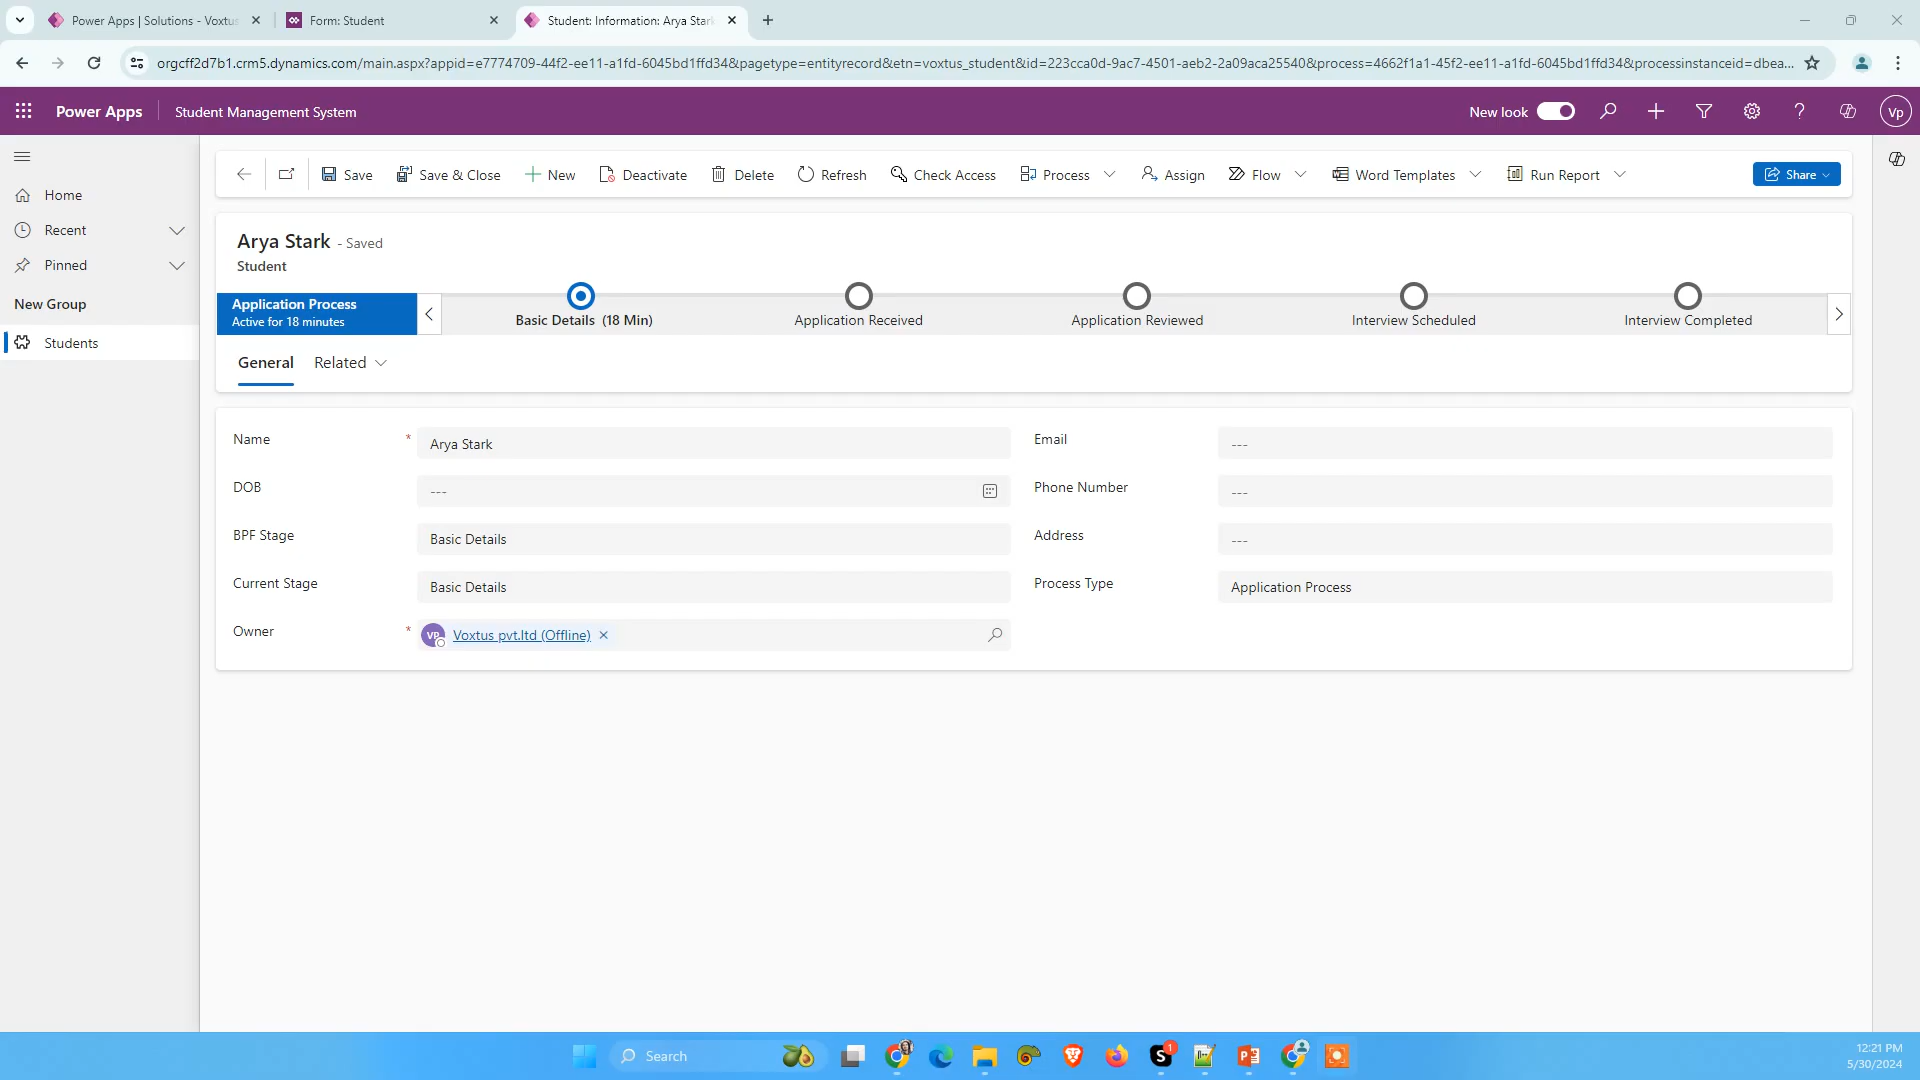 Power Apps | Solutions - Voxtus
Form: Student
Student: Information: Arya Stark
orgcff2d7b1.crm5.dynamics.com/main.aspx?appid=e7774709-44f2-ee11-a1fd-6045bd1ffd34&pagetype=entityrecord&etn=voxtus_student&id=223cca0d-9ac7-4501-aeb2-2a09aca25540&process=4662f1a1-45f2-ee11-a1fd-6045bd1ffd34&processinstanceid=dbea...
Power Apps
Student Management System
New look
Vp
Save
Save & Close
New
Deactivate
Delete
Refresh
Check Access
Process
Assign
Flow
Word Templates
Run Report
Share
Home
Recent
Pinned
New Group
Students
Arya Stark - Saved
Student
Application Process
Active for 18 minutes
Basic Details (18 Min)
Application Received
Application Reviewed
Interview Scheduled
Interview Completed
General
Related
Name * Arya Stark
Email ---
DOB ---
Phone Number ---
BPF Stage Basic Details
Address ---
Current Stage Basic Details
Process Type Application Process
Owner * VP Voxtus pvt.ltd (Offline)
Search
S 1
12:21 PM
5/30/2024